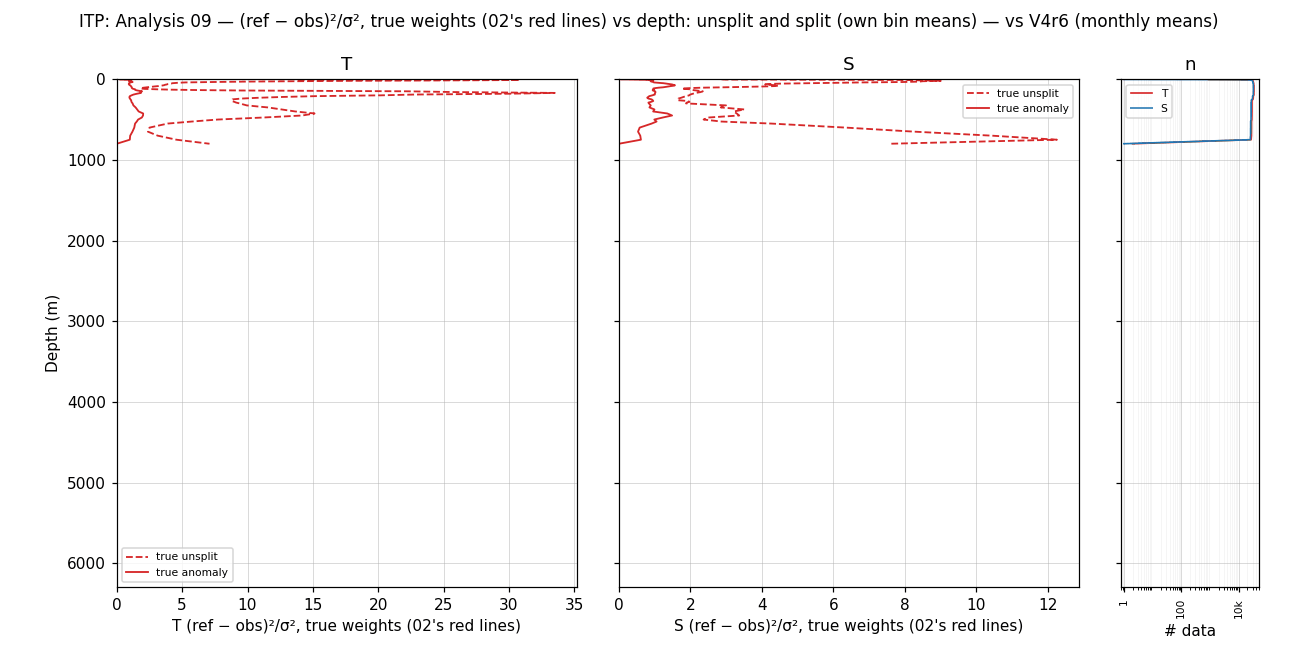 ITP: Analysis 09 — (ref − obs)²/σ², true weights (02's red lines) vs depth: unsplit and split (own bin means) — vs V4r6 (monthly means)
T
S
n
0
1000
2000
3000
4000
5000
6000
Depth (m)
true unsplit
true anomaly
0
5
10
15
20
25
30
35
T (ref − obs)²/σ², true weights (02's red lines)
true unsplit
true anomaly
0
2
4
6
8
10
12
S (ref − obs)²/σ², true weights (02's red lines)
T
S
1
100
10k
# data